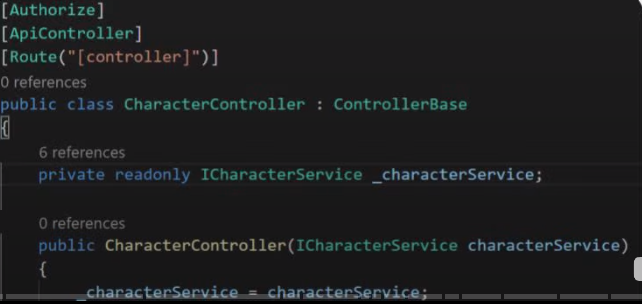 [Authorize]
[ApiController]
[Route("[controller]")]
0 references
public class CharacterController : ControllerBase
{
6 references
private readonly ICharacterService _characterService;
0 references
public CharacterController(ICharacterService characterService)
{
_characterService = characterService;